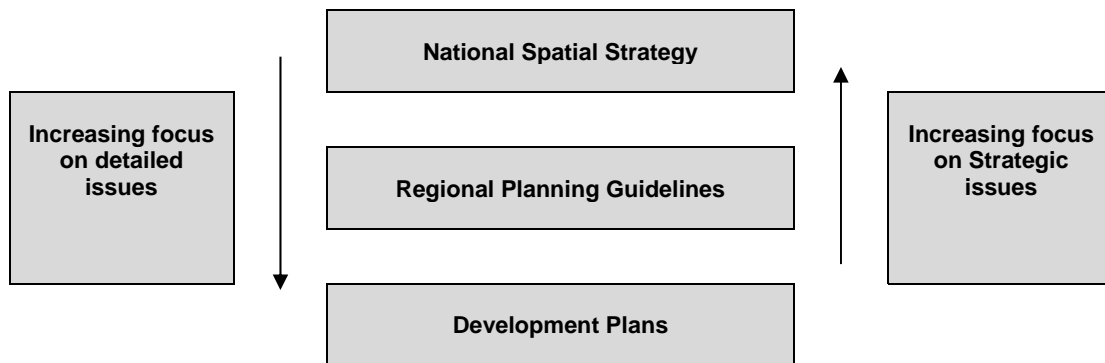 National Spatial Strategy
Increasing focus
on detailed
issues
Increasing focus
on Strategic
issues
Regional Planning Guidelines
Development Plans